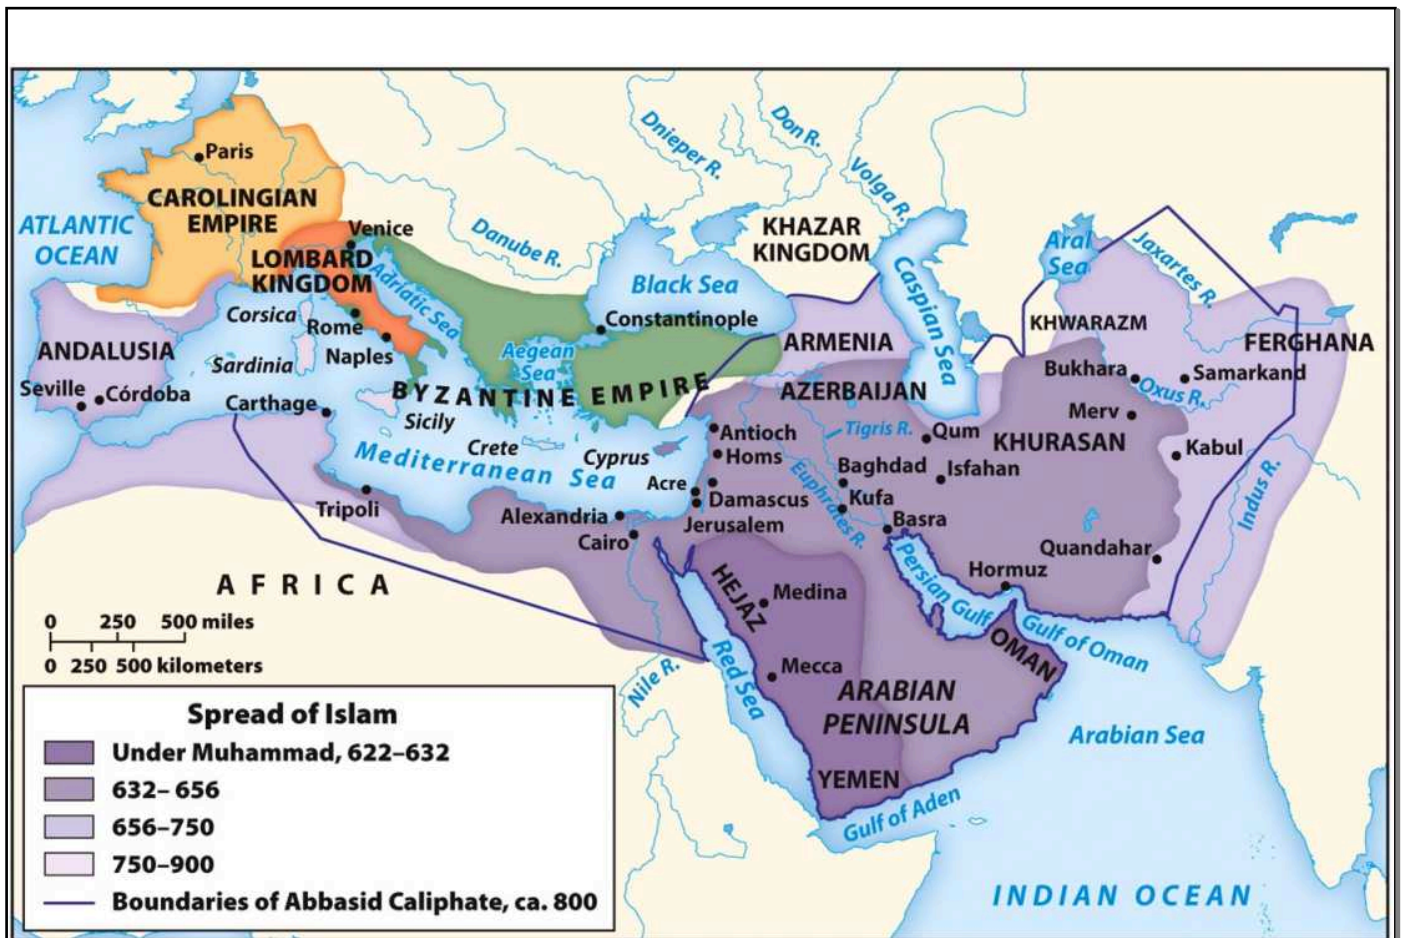 Paris
CAROLINGIAN
EMPIRE
ATLANTIC
OCEAN
Venice
LOMBARD
KINGDOM
Adriatic Sea
Danube R.
Dnieper R.
Don R.
Volga R.
KHAZAR
KINGDOM
Black Sea
Caspian Sea
Aral
Sea
Jaxartes R.
Corsica
Rome
Naples
Sardinia
Constantinople
Aegean
Sea
ARMENIA
KHWARAZM
FERGHANA
ANDALUSIA
Seville
Córdoba
Carthage
Sicily
BYZANTINE EMPIRE
AZERBAIJAN
Bukhara
Oxus R.
Samarkand
Merv
Crete
Mediterranean Sea
Cyprus
Antioch
Homs
Tigris R.
Qum
KHURASAN
Kabul
Acre
Damascus
Jerusalem
Euphrates R.
Baghdad
Isfahan
Kufa
Basra
Indus R.
Tripoli
Alexandria
Cairo
Quandahar
Hormuz
Persian Gulf
Gulf of Oman
OMAN
AFRICA
HEJAZ
Medina
Mecca
Red Sea
Nile R.
ARABIAN
PENINSULA
YEMEN
Gulf of Aden
Arabian Sea
INDIAN OCEAN
0 250 500 miles
0 250 500 kilometers
Spread of Islam
Under Muhammad, 622–632
632– 656
656–750
750–900
Boundaries of Abbasid Caliphate, ca. 800